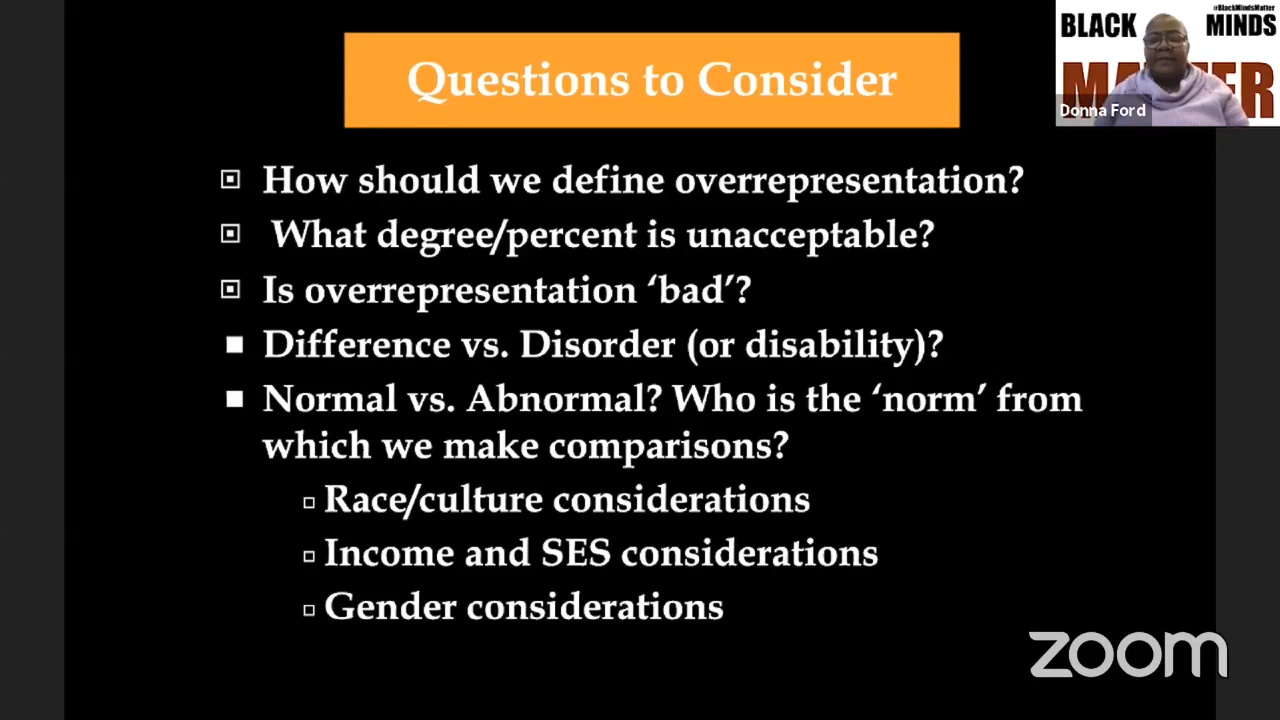 Questions to Consider
How should we define overrepresentation?
What degree/percent is unacceptable?
Is overrepresentation ‘bad’?
Difference vs. Disorder (or disability)?
Normal vs. Abnormal? Who is the ‘norm’ from
which we make comparisons?
Race/culture considerations
Income and SES considerations
Gender considerations
#BlackMindsMatter
BLACK MINDS
Donna Ford
zoom